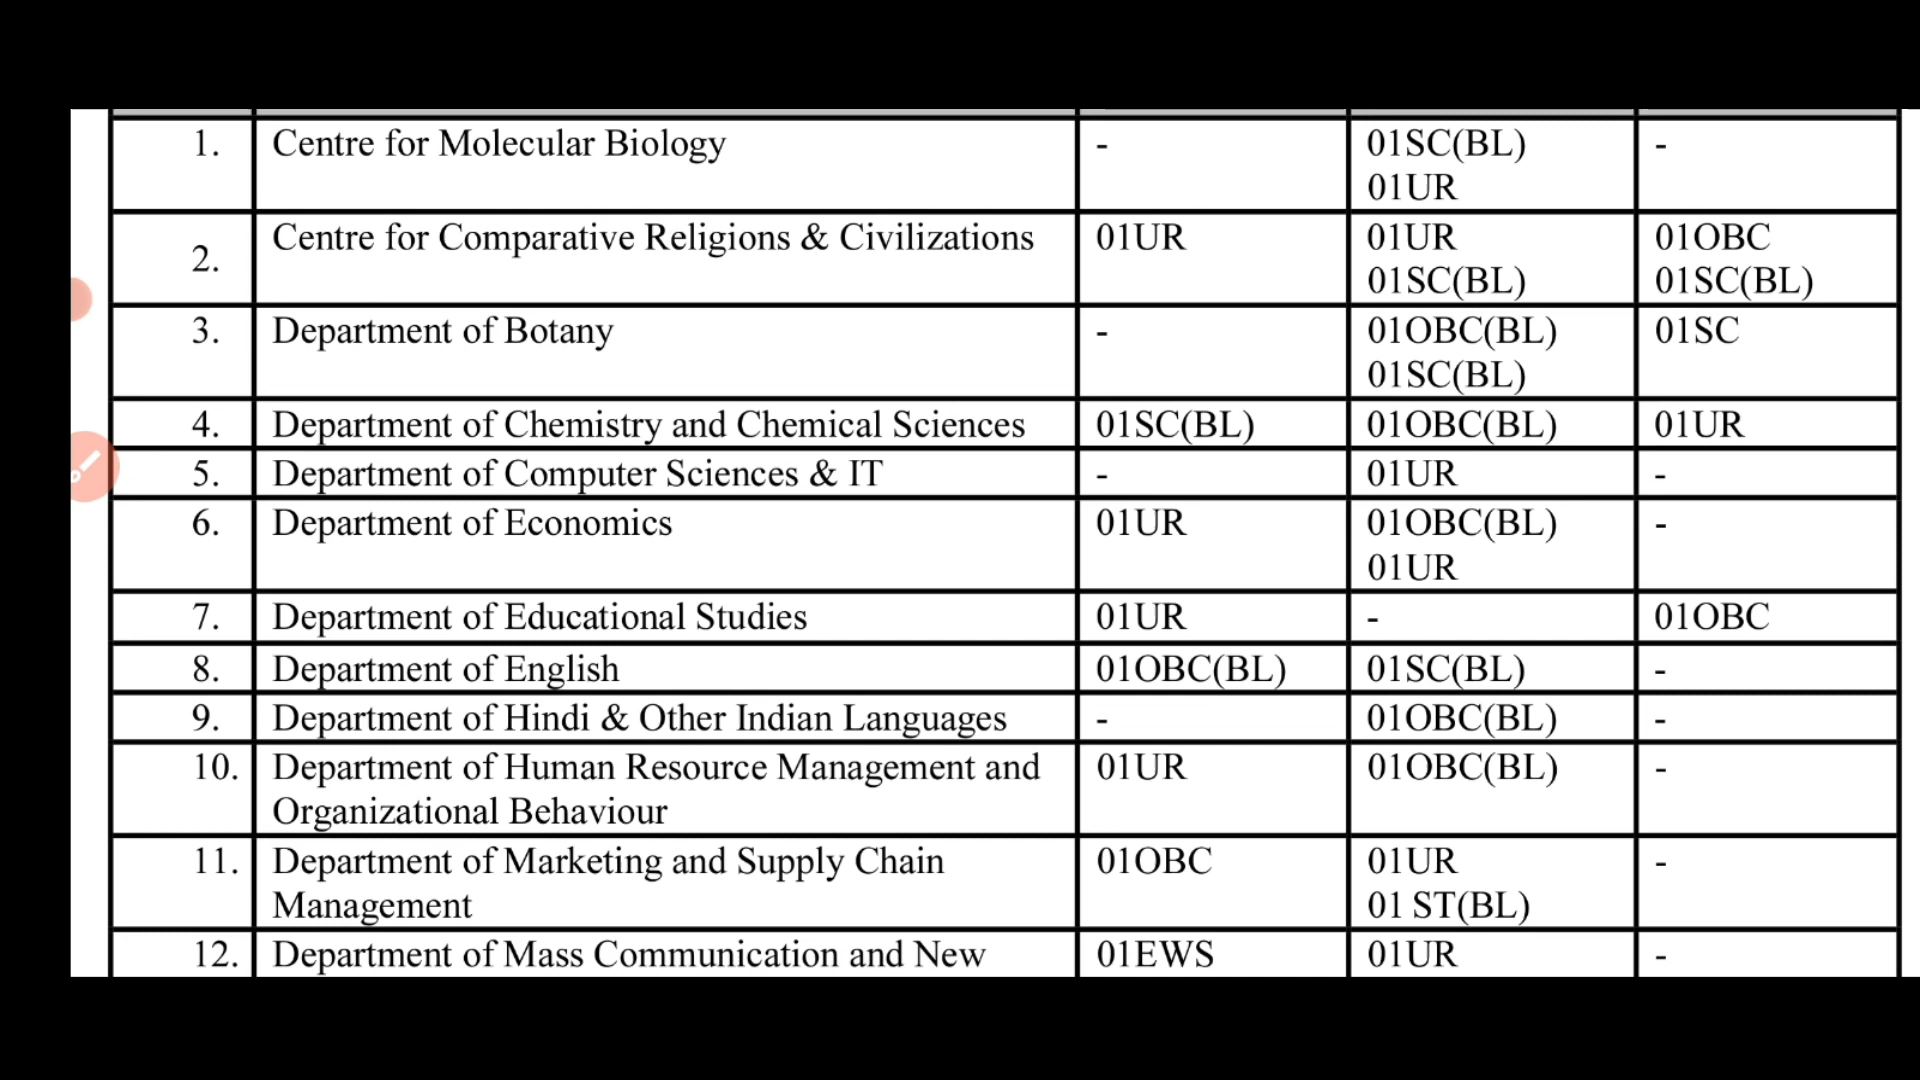 1. Centre for Molecular Biology - 01SC(BL) -
01UR
2. Centre for Comparative Religions & Civilizations 01UR 01UR 01OBC
01SC(BL) 01SC(BL)
3. Department of Botany - 01OBC(BL) 01SC
01SC(BL)
4. Department of Chemistry and Chemical Sciences 01SC(BL) 01OBC(BL) 01UR
5. Department of Computer Sciences & IT - 01UR -
6. Department of Economics 01UR 01OBC(BL) -
01UR
7. Department of Educational Studies 01UR - 01OBC
8. Department of English 01OBC(BL) 01SC(BL) -
9. Department of Hindi & Other Indian Languages - 01OBC(BL) -
10. Department of Human Resource Management and 01UR 01OBC(BL) -
Organizational Behaviour
11. Department of Marketing and Supply Chain 01OBC 01UR -
Management 01 ST(BL)
12. Department of Mass Communication and New 01EWS 01UR -